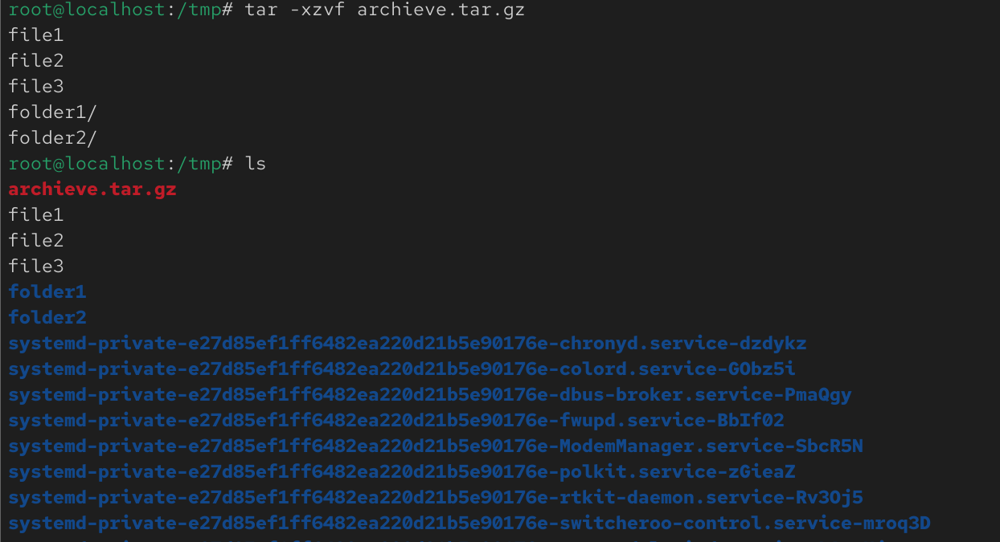 root@localhost:/tmp# tar -xzvf archieve.tar.gz
file1
file2
file3
folder1/
folder2/
root@localhost:/tmp# ls
archieve.tar.gz
file1
file2
file3
folder1
folder2
systemd-private-e27d85ef1ff6482ea220d21b5e90176e-chronyd.service-dzdykz
systemd-private-e27d85ef1ff6482ea220d21b5e90176e-colord.service-GObz5i
systemd-private-e27d85ef1ff6482ea220d21b5e90176e-dbus-broker.service-PmaQgy
systemd-private-e27d85ef1ff6482ea220d21b5e90176e-fwupd.service-BbIf02
systemd-private-e27d85ef1ff6482ea220d21b5e90176e-ModemManager.service-SbcR5N
systemd-private-e27d85ef1ff6482ea220d21b5e90176e-polkit.service-zGieaZ
systemd-private-e27d85ef1ff6482ea220d21b5e90176e-rtkit-daemon.service-Rv3Oj5
systemd-private-e27d85ef1ff6482ea220d21b5e90176e-switcheroo-control.service-mroq3D